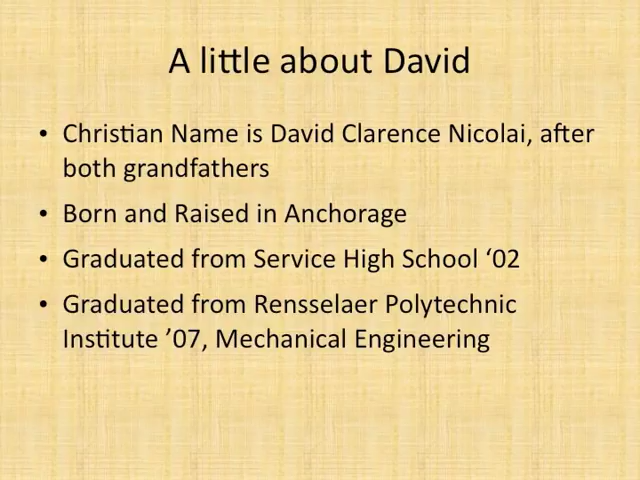 A little about David
• Christian Name is David Clarence Nicolai, after
both grandfathers
• Born and Raised in Anchorage
• Graduated from Service High School ‘02
• Graduated from Rensselaer Polytechnic
Institute ’07, Mechanical Engineering